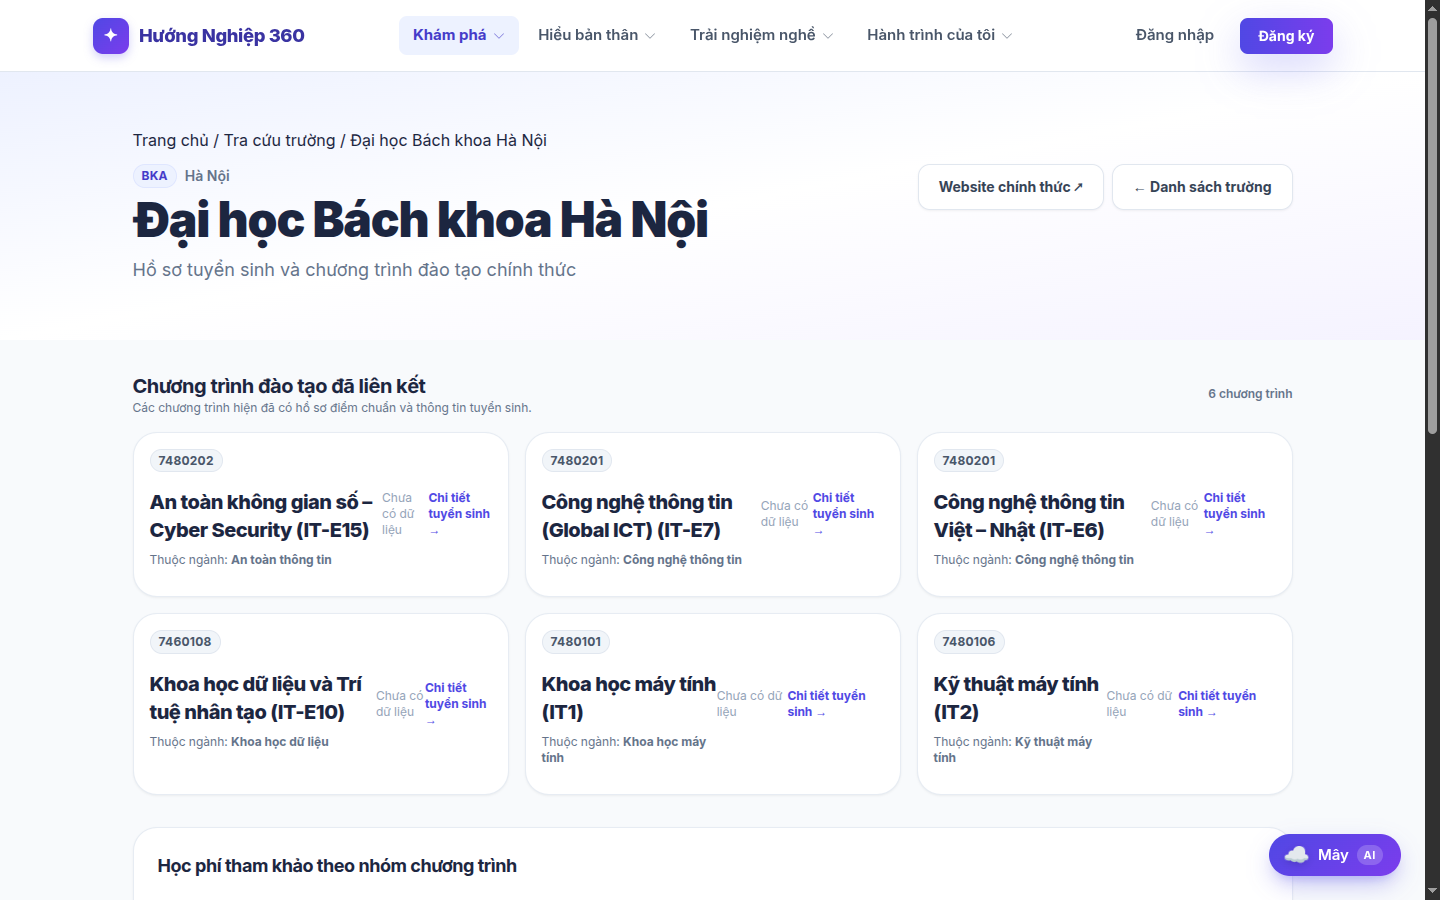 ✦ Hướng Nghiệp 360 Khám phá Hiểu bản thân Trải nghiệm nghề Hành trình của tôi Đăng nhập Đăng ký
Trang chủ / Tra cứu trường / Đại học Bách khoa Hà Nội
BKA Hà Nội
Website chính thức ↗ ← Danh sách trường
Đại học Bách khoa Hà Nội
Hồ sơ tuyển sinh và chương trình đào tạo chính thức
Chương trình đào tạo đã liên kết
6 chương trình
Các chương trình hiện đã có hồ sơ điểm chuẩn và thông tin tuyển sinh.
7480202
An toàn không gian số –
Cyber Security (IT-E15)
Thuộc ngành: An toàn thông tin
Chưa
có dữ
liệu
Chi tiết
tuyển sinh
→
7480201
Công nghệ thông tin
(Global ICT) (IT-E7)
Thuộc ngành: Công nghệ thông tin
Chưa có
dữ liệu
Chi tiết
tuyển sinh
→
7480201
Công nghệ thông tin
Việt – Nhật (IT-E6)
Thuộc ngành: Công nghệ thông tin
Chưa có
dữ liệu
Chi tiết
tuyển sinh
→
7460108
Khoa học dữ liệu và Trí
tuệ nhân tạo (IT-E10)
Thuộc ngành: Khoa học dữ liệu
Chưa có
dữ liệu
Chi tiết
tuyển sinh
→
7480101
Khoa học máy tính
(IT1)
Thuộc ngành: Khoa học máy
tính
Chưa có dữ
liệu
Chi tiết tuyển
sinh →
7480106
Kỹ thuật máy tính
(IT2)
Thuộc ngành: Kỹ thuật máy
tính
Chưa có dữ
liệu
Chi tiết tuyển
sinh →
Học phí tham khảo theo nhóm chương trình
Mây AI